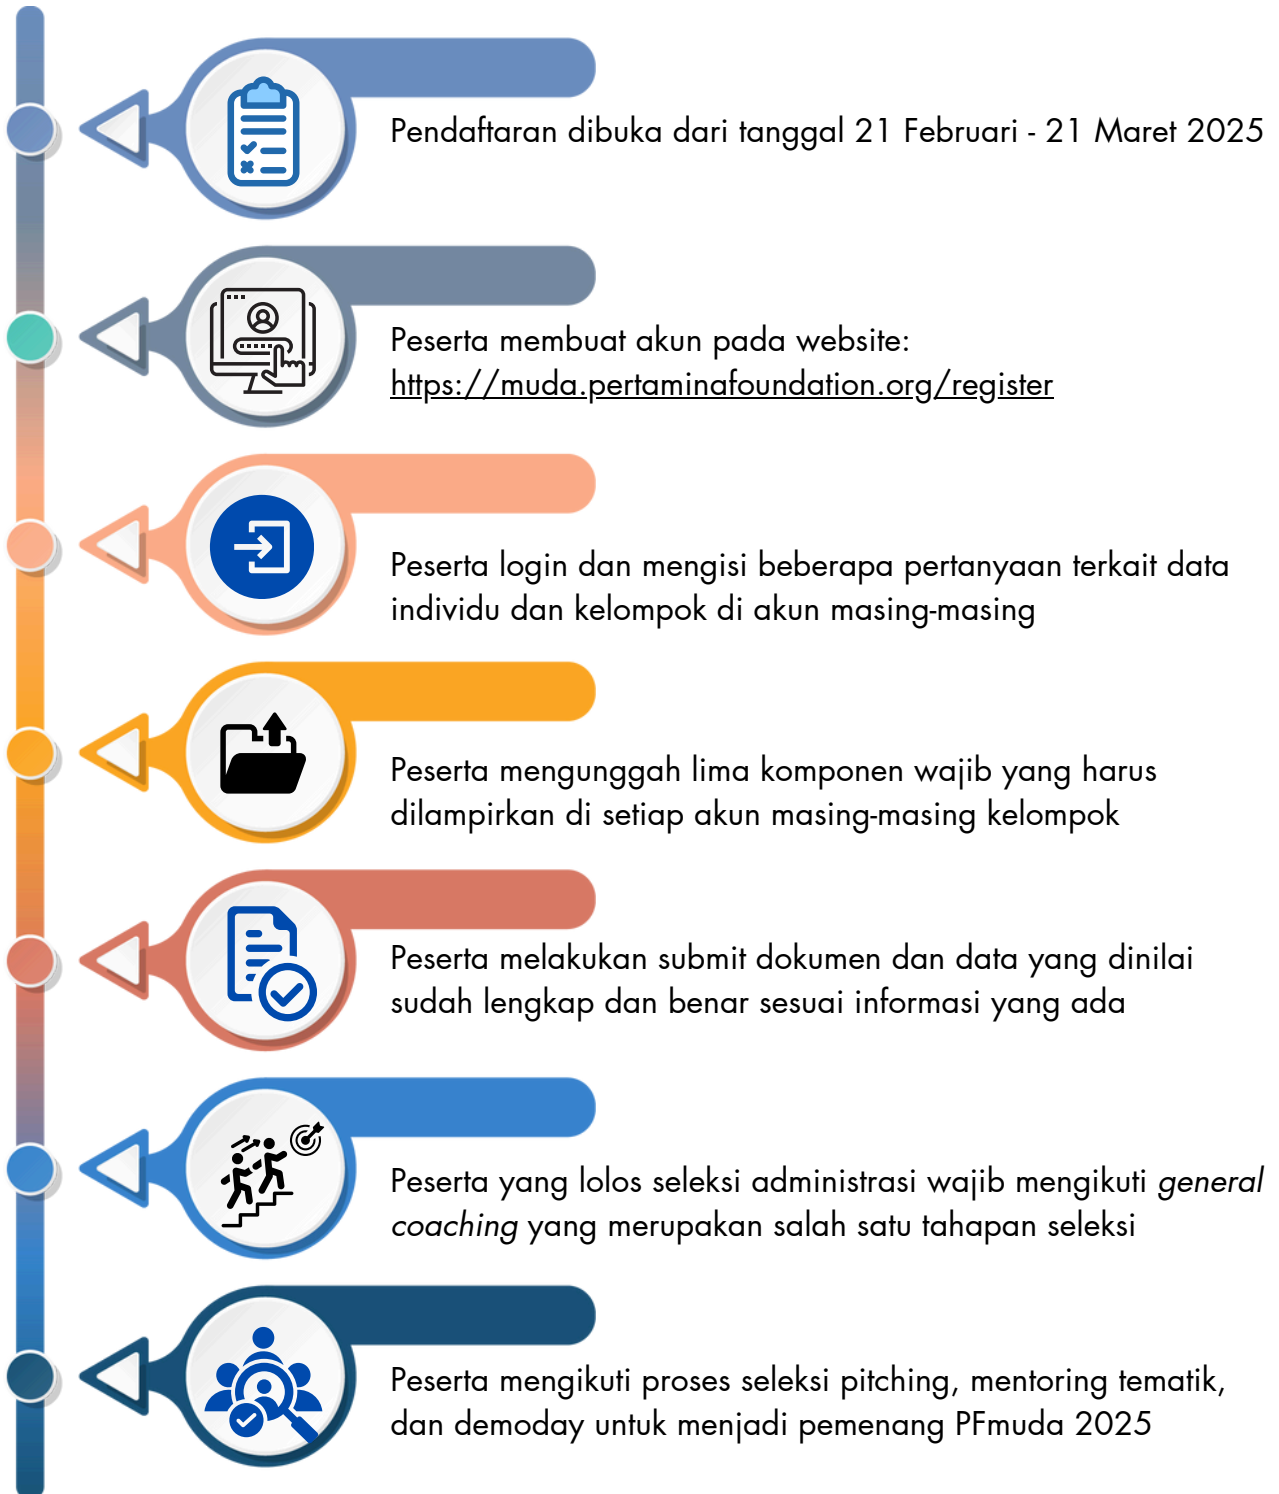 Pendaftaran dibuka dari tanggal 21 Februari - 21 Maret 2025
Peserta membuat akun pada website:
https://muda.pertaminafoundation.org/register
Peserta login dan mengisi beberapa pertanyaan terkait data
individu dan kelompok di akun masing-masing
Peserta mengunggah lima komponen wajib yang harus
dilampirkan di setiap akun masing-masing kelompok
Peserta melakukan submit dokumen dan data yang dinilai
sudah lengkap dan benar sesuai informasi yang ada
Peserta yang lolos seleksi administrasi wajib mengikuti general
coaching yang merupakan salah satu tahapan seleksi
Peserta mengikuti proses seleksi pitching, mentoring tematik,
dan demoday untuk menjadi pemenang PFmuda 2025